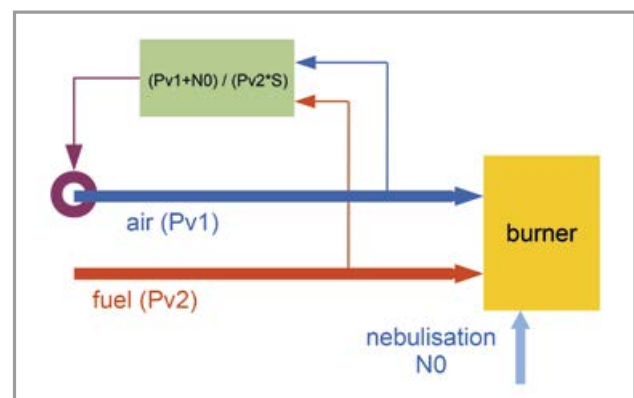 (Pv1+N0) / (Pv2*S)
air (Pv1)
burner
fuel (Pv2)
nebulisation
N0